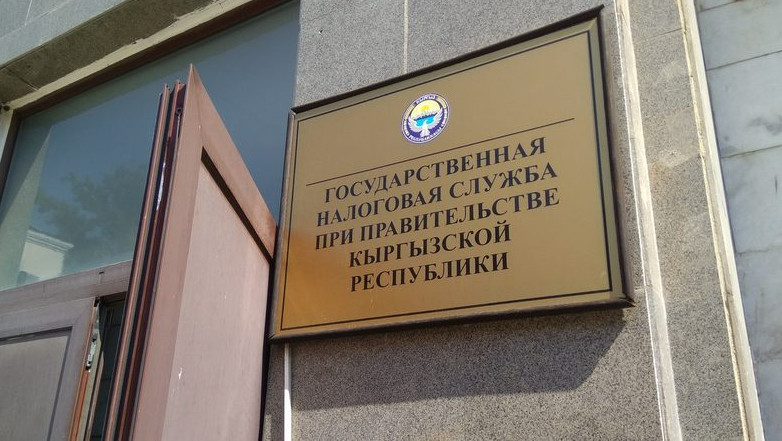 ГОСУДАРСТВЕННАЯ
НАЛОГОВАЯ СЛУЖБА
ПРИ ПРАВИТЕЛЬСТВЕ
КЫРГЫЗСКОЙ
РЕСПУБЛИКИ